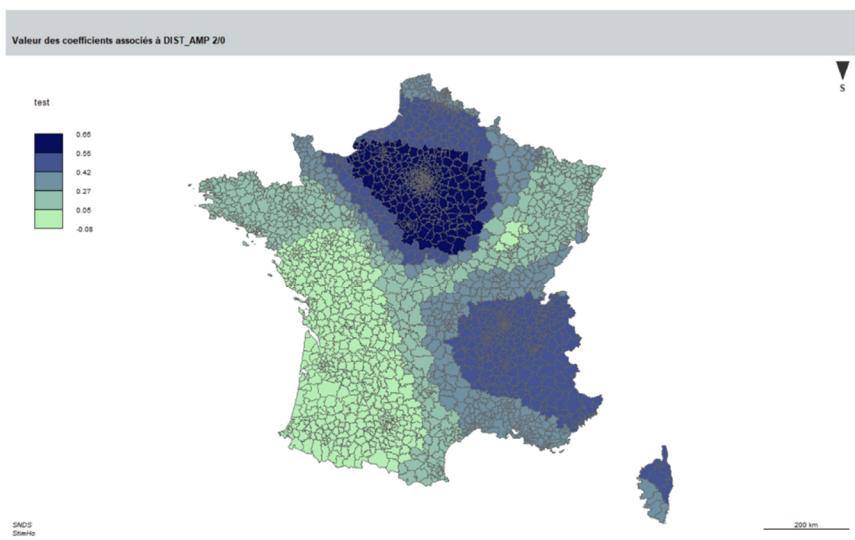 Valeur des coefficients associés à DIST_AMP 2/0
S
test
0.65
0.55
0.42
0.27
0.05
-0.08
200 km
SNDS
StimHo